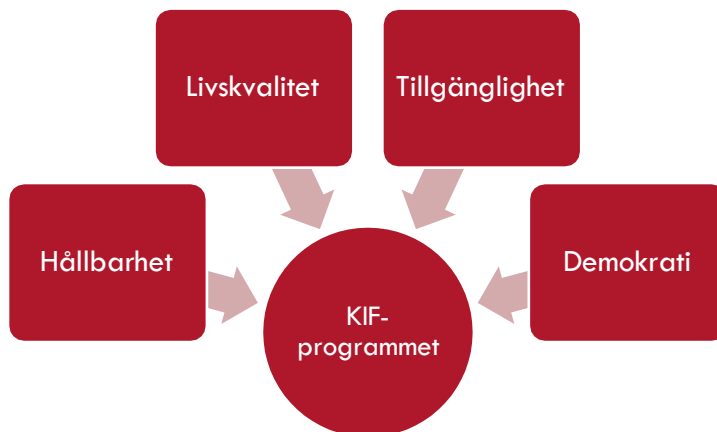 Livskvalitet
Tillgänglighet
Hållbarhet
Demokrati
KIF-
programmet